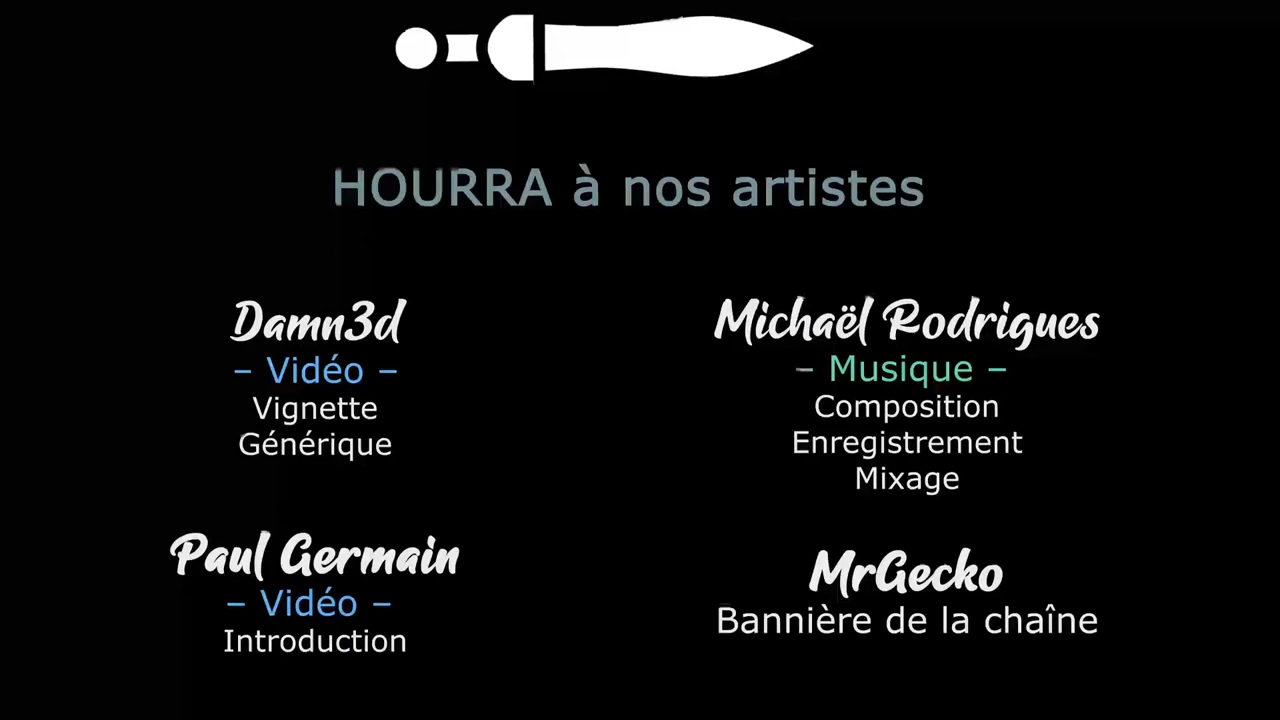 HOURRA à nos artistes
Damn3d
– Vidéo –
Vignette
Générique
Michaël Rodrigues
– Musique –
Composition
Enregistrement
Mixage
Paul Germain
– Vidéo –
Introduction
MrGecko
Bannière de la chaîne